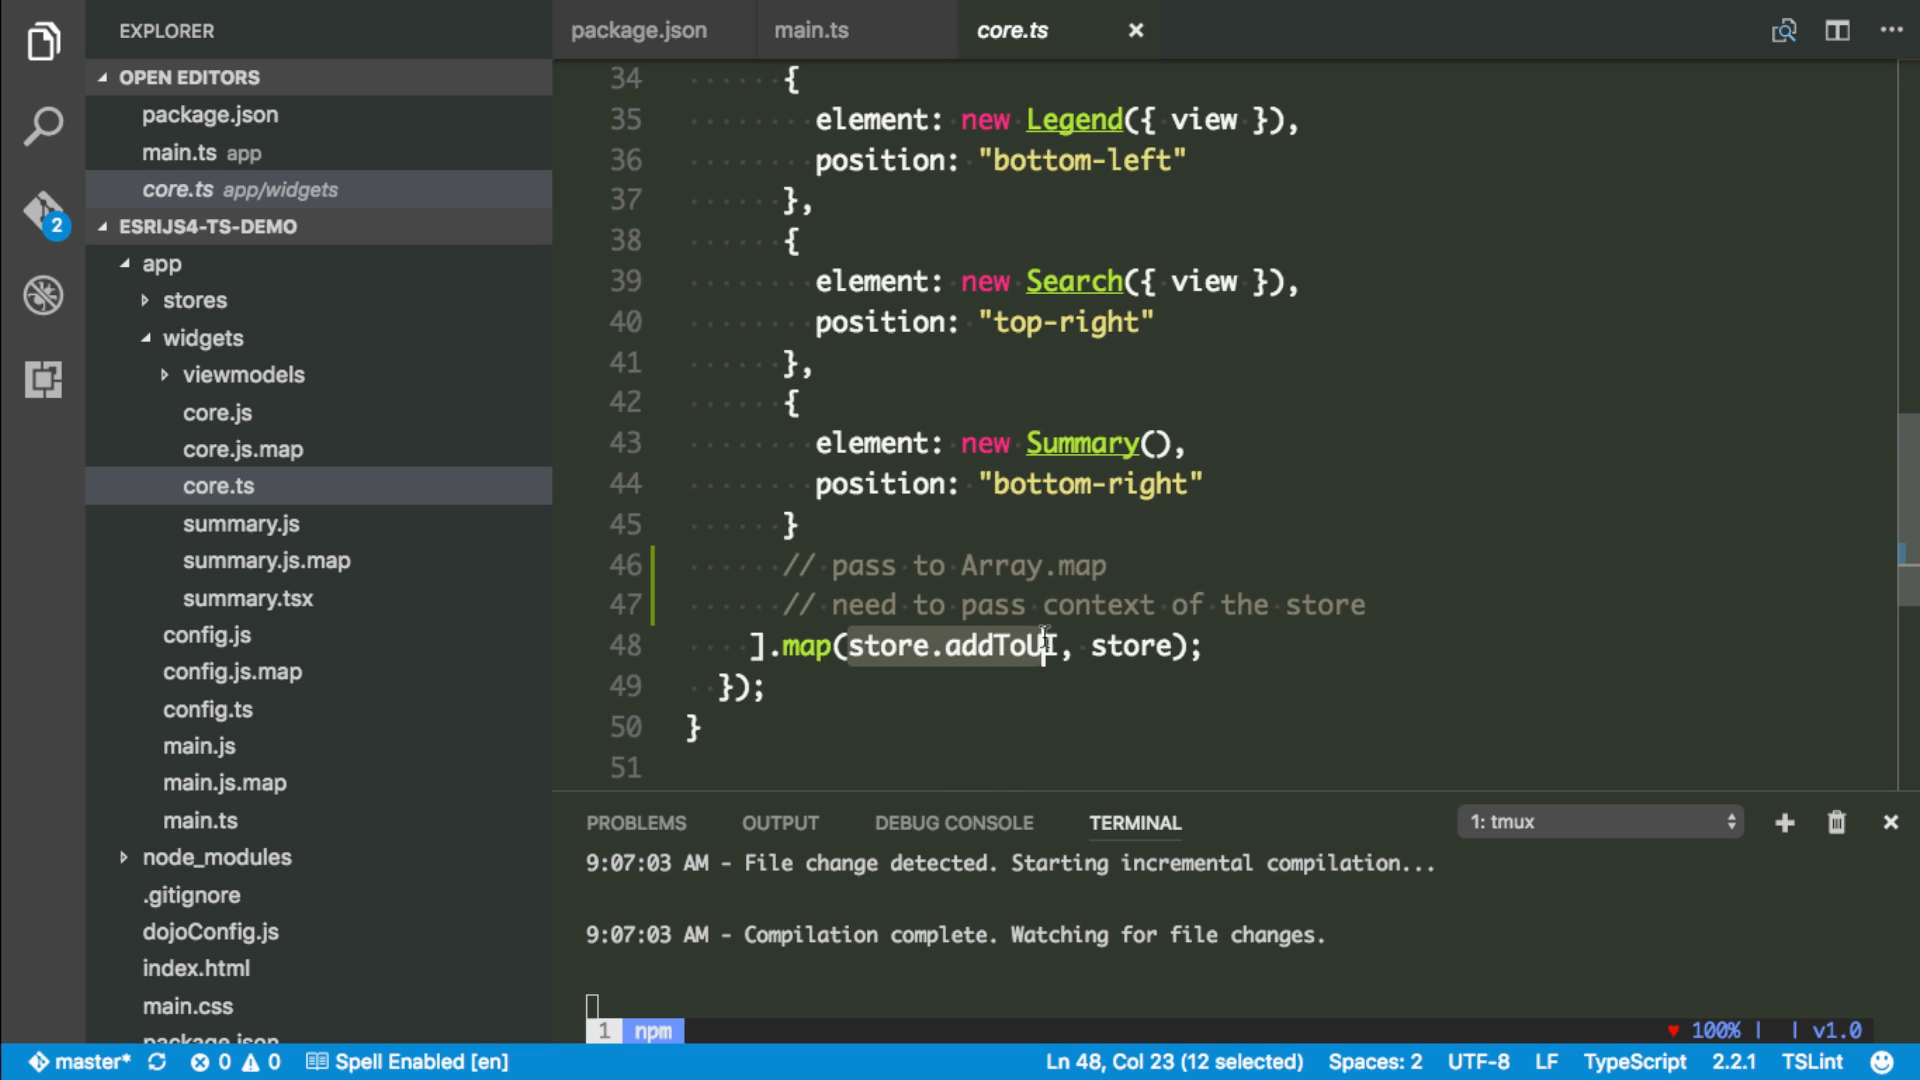 EXPLORER
OPEN EDITORS
package.json
main.ts app
core.ts app/widgets
2
ESRIJS4-TS-DEMO
app
stores
widgets
viewmodels
core.js
core.js.map
core.ts
summary.js
summary.js.map
summary.tsx
config.js
config.js.map
config.ts
main.js
main.js.map
main.ts
node_modules
.gitignore
dojoConfig.js
index.html
main.css
package.json
package.json main.ts core.ts
34 {
35 element: new Legend({ view }),
36 position: "bottom-left"
37 },
38 {
39 element: new Search({ view }),
40 position: "top-right"
41 },
42 {
43 element: new Summary(),
44 position: "bottom-right"
45 }
46 // pass to Array.map
47 // need to pass context of the store
48 ].map(store.addToUI, store);
49 });
50 }
51
PROBLEMS OUTPUT DEBUG CONSOLE TERMINAL 1: tmux
9:07:03 AM - File change detected. Starting incremental compilation...
9:07:03 AM - Compilation complete. Watching for file changes.
1 npm ♥ 100% | | v1.0
master* 0 0 Spell Enabled [en] Ln 48, Col 23 (12 selected) Spaces: 2 UTF-8 LF TypeScript 2.2.1 TSLint